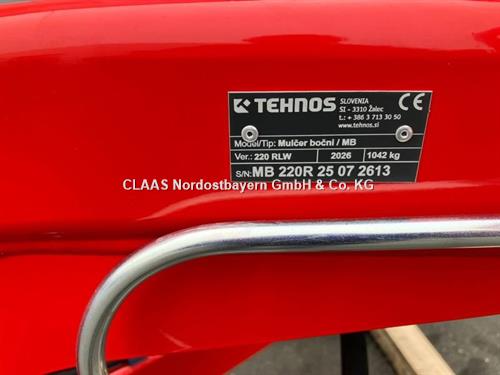 TEHNOS
SLOVENIA
SI - 3310 Žalec
t.: + 386 3 713 30 50
www.tehnos.si
CE
Model/Tip: Mulčer bočni / MB
Ver.: 220 RLW 2026 1042 kg
S/N: MB 220R 25 07 2613
CLAAS Nordostbayern GmbH & Co. KG